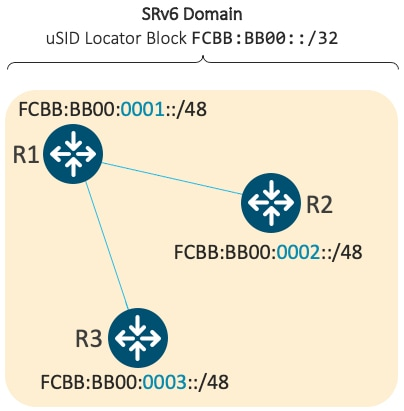 SRv6 Domain
uSID Locator Block FCBB:BB00::/32
FCBB:BB00:0001::/48
R1
R2
FCBB:BB00:0002::/48
R3
FCBB:BB00:0003::/48